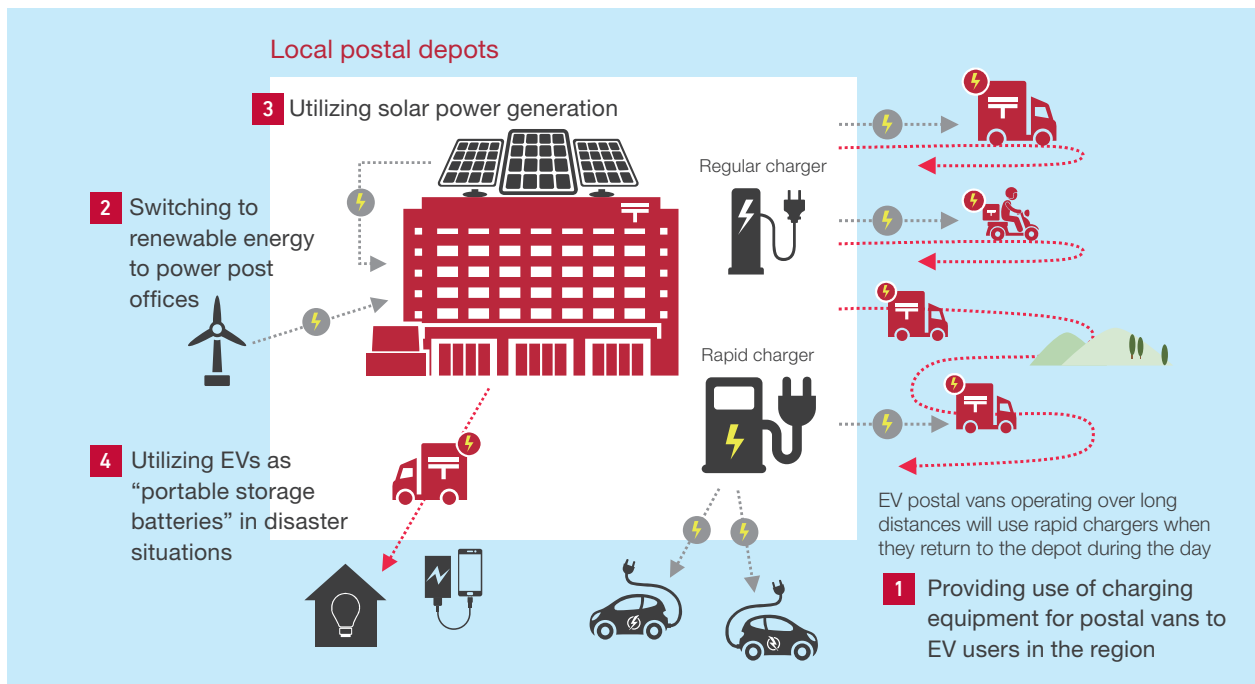 Local postal depots
3 Utilizing solar power generation
Regular charger
2 Switching to
renewable energy
to power post
offices
Rapid charger
4 Utilizing EVs as
“portable storage
batteries” in disaster
situations
EV postal vans operating over long
distances will use rapid chargers when
they return to the depot during the day
1 Providing use of charging
equipment for postal vans to
EV users in the region